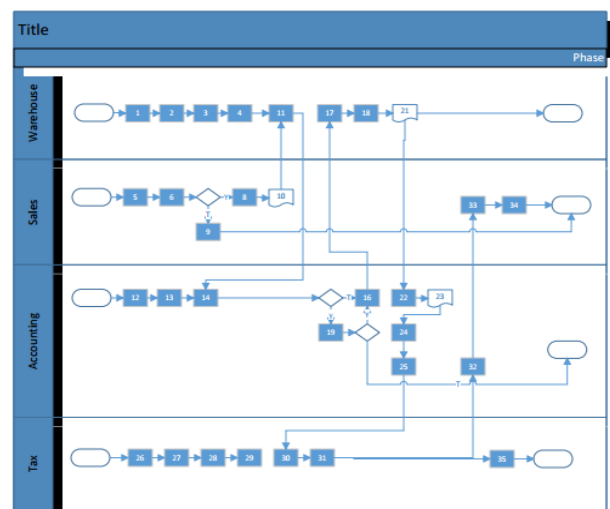 Title
Phase
Warehouse
1 2 3 4 11 17 18 21
Sales
5 6 Y 8 10 33 34
T
9
Accounting
12 13 14 T 16 22 23
Y Y
19 24
25 32
T
Tax
26 27 28 29 30 31 35